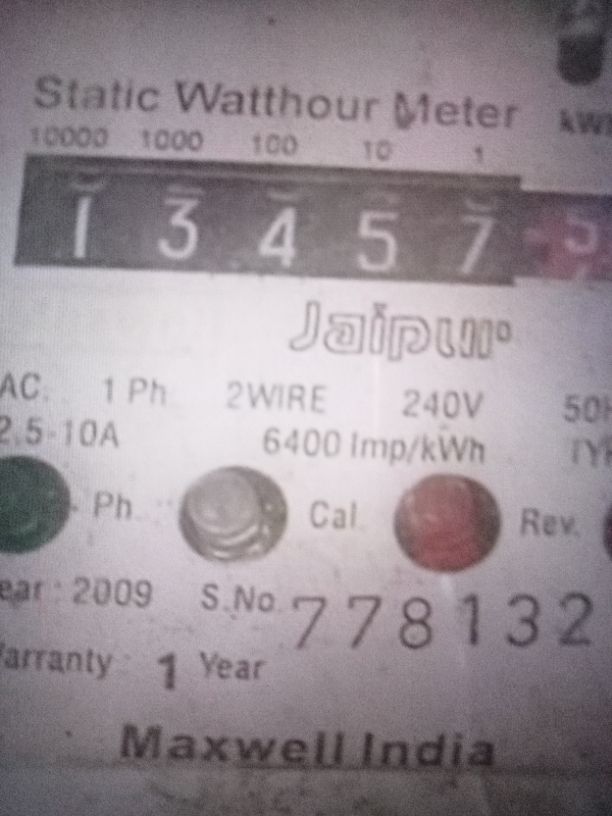 Static Watthour Meter
10000 1000 100 10 1
1 3 4 5 7
Jaipur
AC. 1 Ph 2WIRE 240V
2.5-10A 6400 Imp/kWh
Ph. Cal. Rev.
2009 S.No. 778132
1 Year
Maxwell India